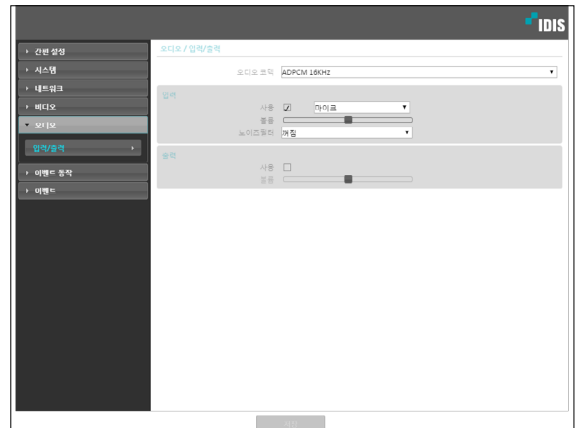 IDIS
간편 설정
시스템
네트워크
비디오
오디오
입력/출력
이벤트 동작
이벤트
오디오 / 입력/출력
오디오 코덱 ADPCM 16KHz
입력
사용 마이크
볼륨
노이즈 필터 꺼짐
출력
사용
볼륨